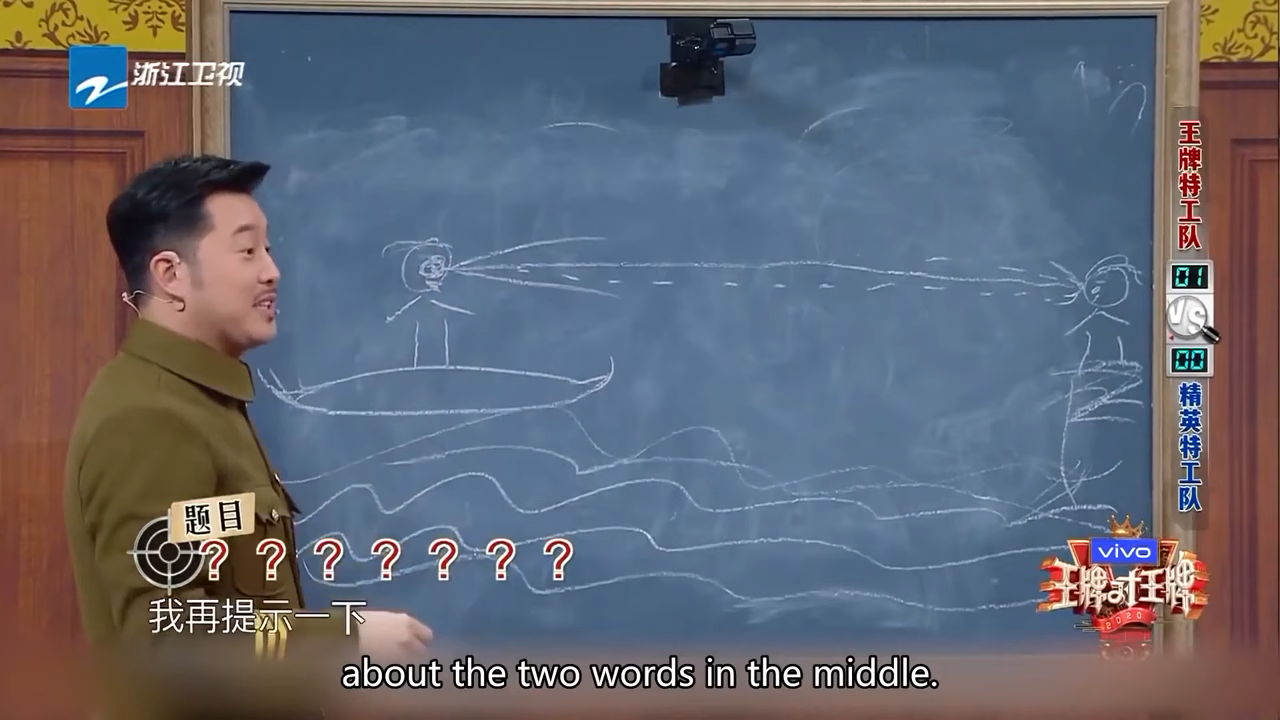 浙江卫视
王牌特工队
01
VS
00
精英特工队
题目
? ? ? ? ? ? ?
我再提示一下
vivo
王牌对王牌
2020
about the two words in the middle.